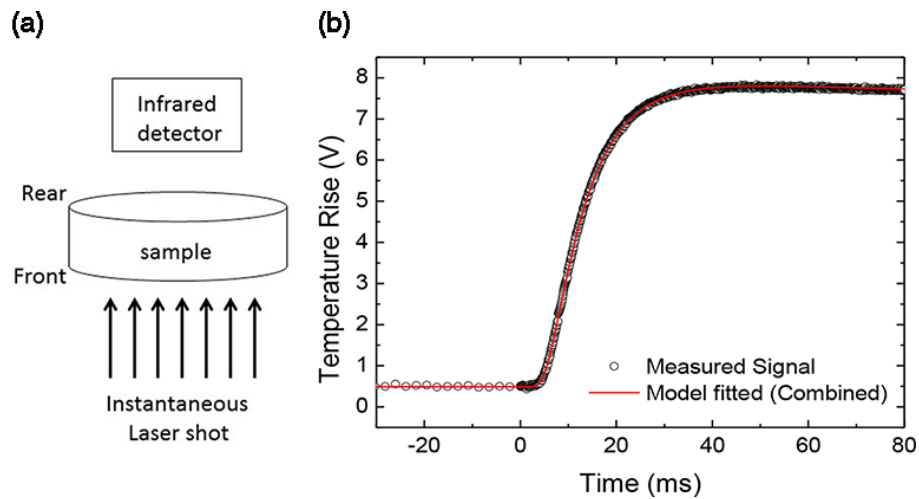 (a)
Infrared
detector
Rear
sample
Front
Instantaneous
Laser shot
(b)
Temperature Rise (V)
8
7
6
5
4
3
2
1
0
Measured Signal
Model fitted (Combined)
-20
0
20
40
60
80
Time (ms)